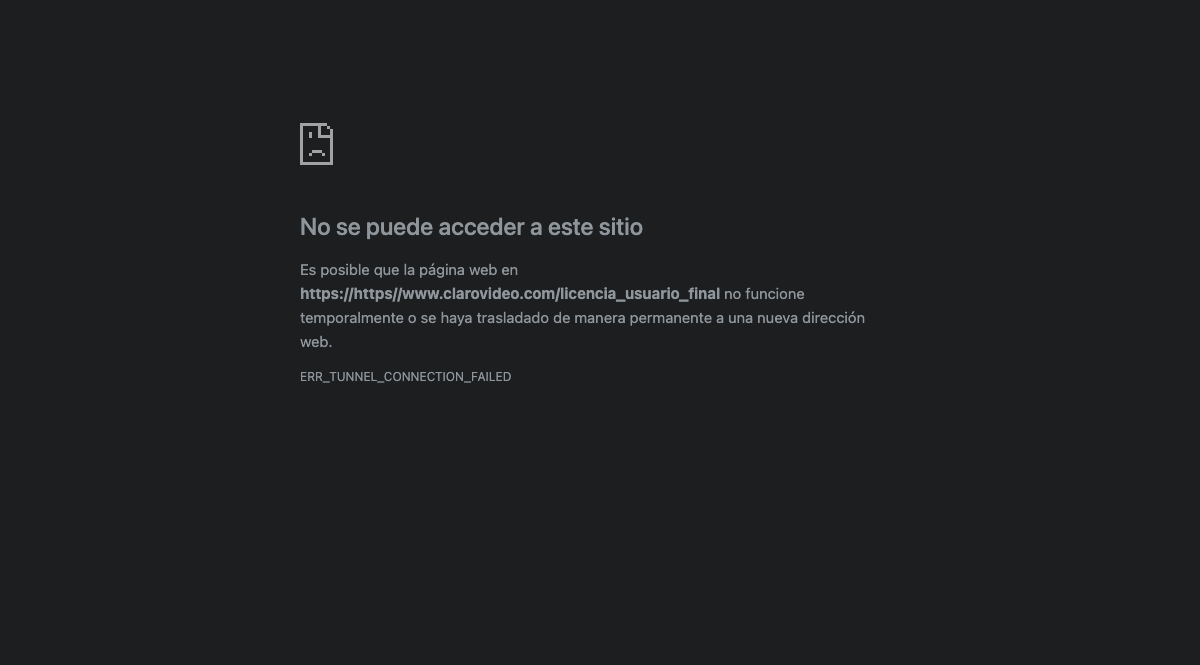 No se puede acceder a este sitio
Es posible que la página web en
https://https//www.clarovideo.com/licencia_usuario_final no funcione
temporalmente o se haya trasladado de manera permanente a una nueva dirección
web.
ERR_TUNNEL_CONNECTION_FAILED